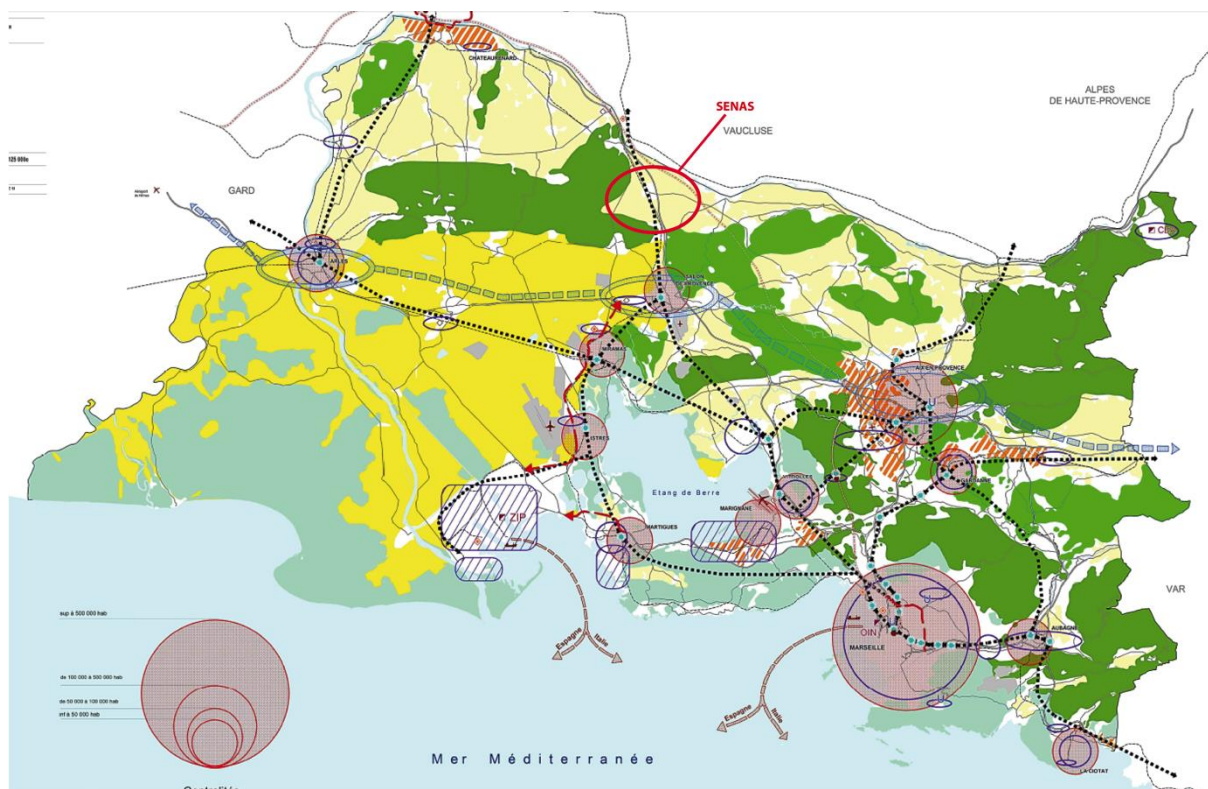 CHATEAURENARD
SENAS
VAUCLUSE
ALPES
DE HAUTE-PROVENCE
GARD
ARLES
MIRAMAS
AIX EN PROVENCE
ISTRES
Etang de Berre
GARDANNE
ZIP
MARIGNANE
MARTIGUES
VAR
sup à 500 000 hab
OIN
AUBAGNE
MARSEILLE
Espagne
Italie
de 100 000 à 500 000 hab
de 50 000 à 100 000 hab
inf à 50 000 hab
Espagne
Italie
Mer Méditerranée
LA CIOTAT